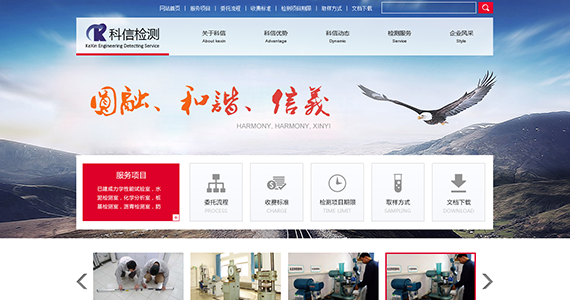 网站首页 | 服务项目 | 委托流程 | 收费标准 | 检测项目期限 | 取样方式 | 文档下载
科信检测
KeXin Engineering Detecting Service
关于科信
About kexin
科信优势
Advantage
科信动态
Dynamic
检测服务
Service
企业风采
Style
圆融、和谐、信義
HARMONY, HARMONY, XINYI
服务项目
已建成力学性能试验室，水
泥检测室，化学分析室，板
桩检测室，沥青检测室，防
委托流程
PROCESS
收费标准
CHARGE
检测项目期限
TIME LIMIT
取样方式
SAMPLING
文档下载
DOWNLOAD